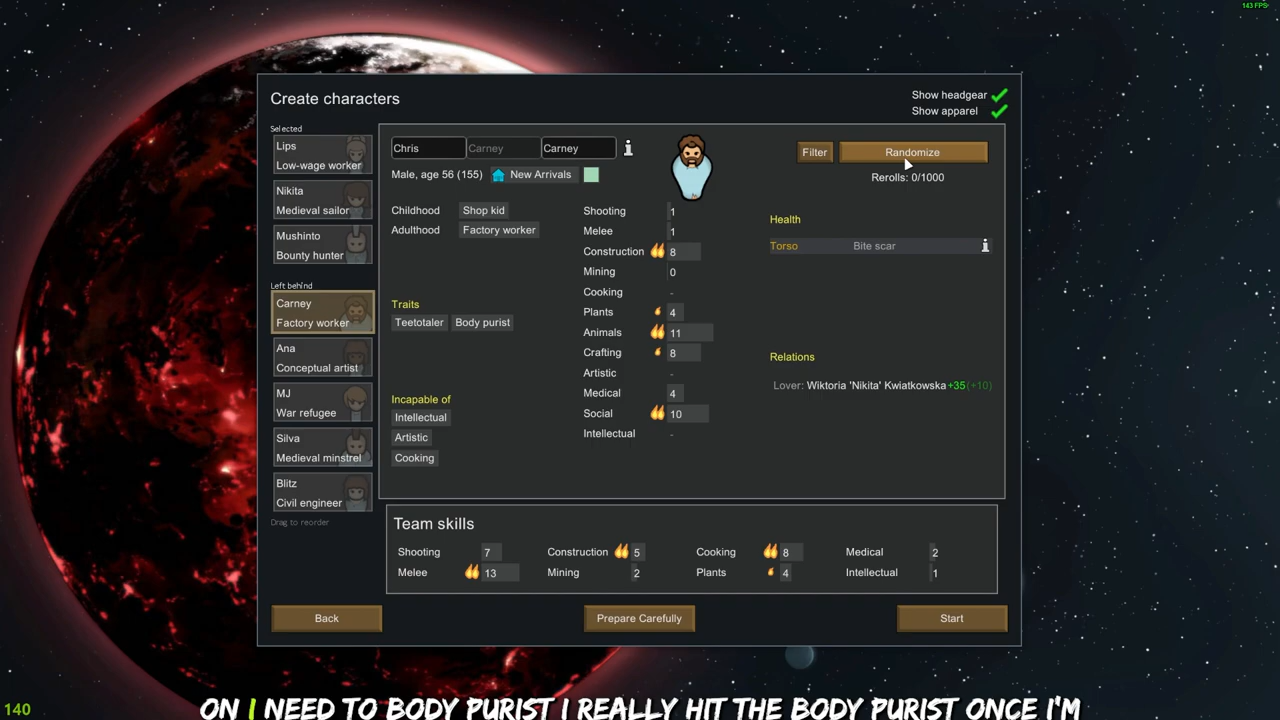 143 FPS
Create characters
Show headgear
Show apparel
Selected
Lips
Low-wage worker
Nikita
Medieval sailor
Mushinto
Bounty hunter
Left behind
Carney
Factory worker
Ana
Conceptual artist
MJ
War refugee
Silva
Medieval minstrel
Blitz
Civil engineer
Drag to reorder
Chris Carney Carney
Male, age 56 (155) New Arrivals
Childhood Shop kid
Adulthood Factory worker
Traits
Teetotaler Body purist
Incapable of
Intellectual
Artistic
Cooking
Shooting 1
Melee 1
Construction 8
Mining 0
Cooking -
Plants 4
Animals 11
Crafting 8
Artistic -
Medical 4
Social 10
Intellectual -
Filter Randomize
Rerolls: 0/1000
Health
Torso Bite scar
Relations
Lover: Wiktoria 'Nikita' Kwiatkowska +35 (+10)
Team skills
Shooting 7 Construction 5 Cooking 8 Medical 2
Melee 13 Mining 2 Plants 4 Intellectual 1
Back Prepare Carefully Start
140
ON I NEED TO BODY PURIST I REALLY HIT THE BODY PURIST ONCE I'M